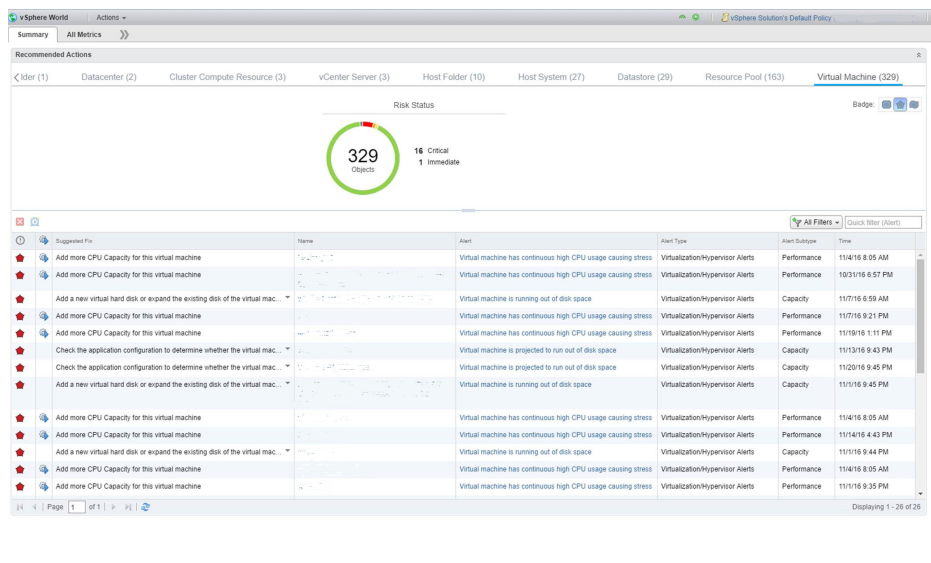 vSphere World Actions vSphere Solution's Default Policy
Summary All Metrics
Recommended Actions
lder (1) Datacenter (2) Cluster Compute Resource (3) vCenter Server (3) Host Folder (10) Host System (27) Datastore (29) Resource Pool (163) Virtual Machine (329)
Risk Status Badge:
329
Objects
16 Critical
1 Immediate
All Filters Quick filter (Alert)
Suggested Fix Name Alert Alert Type Alert Subtype Time
Add more CPU Capacity for this virtual machine Virtual machine has continuous high CPU usage causing stress Virtualization/Hypervisor Alerts Performance 11/4/16 8:05 AM
Add more CPU Capacity for this virtual machine Virtual machine has continuous high CPU usage causing stress Virtualization/Hypervisor Alerts Performance 10/31/16 6:57 PM
Add a new virtual hard disk or expand the existing disk of the virtual mac... Virtual machine is running out of disk space Virtualization/Hypervisor Alerts Capacity 11/7/16 6:59 AM
Add more CPU Capacity for this virtual machine Virtual machine has continuous high CPU usage causing stress Virtualization/Hypervisor Alerts Performance 11/7/16 9:21 PM
Add more CPU Capacity for this virtual machine Virtual machine has continuous high CPU usage causing stress Virtualization/Hypervisor Alerts Performance 11/19/16 1:11 PM
Check the application configuration to determine whether the virtual mac... Virtual machine is projected to run out of disk space Virtualization/Hypervisor Alerts Capacity 11/13/16 9:43 PM
Check the application configuration to determine whether the virtual mac... Virtual machine is projected to run out of disk space Virtualization/Hypervisor Alerts Capacity 11/20/16 9:45 PM
Add a new virtual hard disk or expand the existing disk of the virtual mac... Virtual machine is running out of disk space Virtualization/Hypervisor Alerts Capacity 11/1/16 9:45 PM
Add more CPU Capacity for this virtual machine Virtual machine has continuous high CPU usage causing stress Virtualization/Hypervisor Alerts Performance 11/4/16 8:05 AM
Add more CPU Capacity for this virtual machine Virtual machine has continuous high CPU usage causing stress Virtualization/Hypervisor Alerts Performance 11/14/16 4:43 PM
Add a new virtual hard disk or expand the existing disk of the virtual mac... Virtual machine is running out of disk space Virtualization/Hypervisor Alerts Capacity 11/1/16 9:44 PM
Add more CPU Capacity for this virtual machine Virtual machine has continuous high CPU usage causing stress Virtualization/Hypervisor Alerts Performance 11/4/16 8:05 AM
Add more CPU Capacity for this virtual machine Virtual machine has continuous high CPU usage causing stress Virtualization/Hypervisor Alerts Performance 11/1/16 9:35 PM
Page 1 of 1 Displaying 1 - 26 of 26